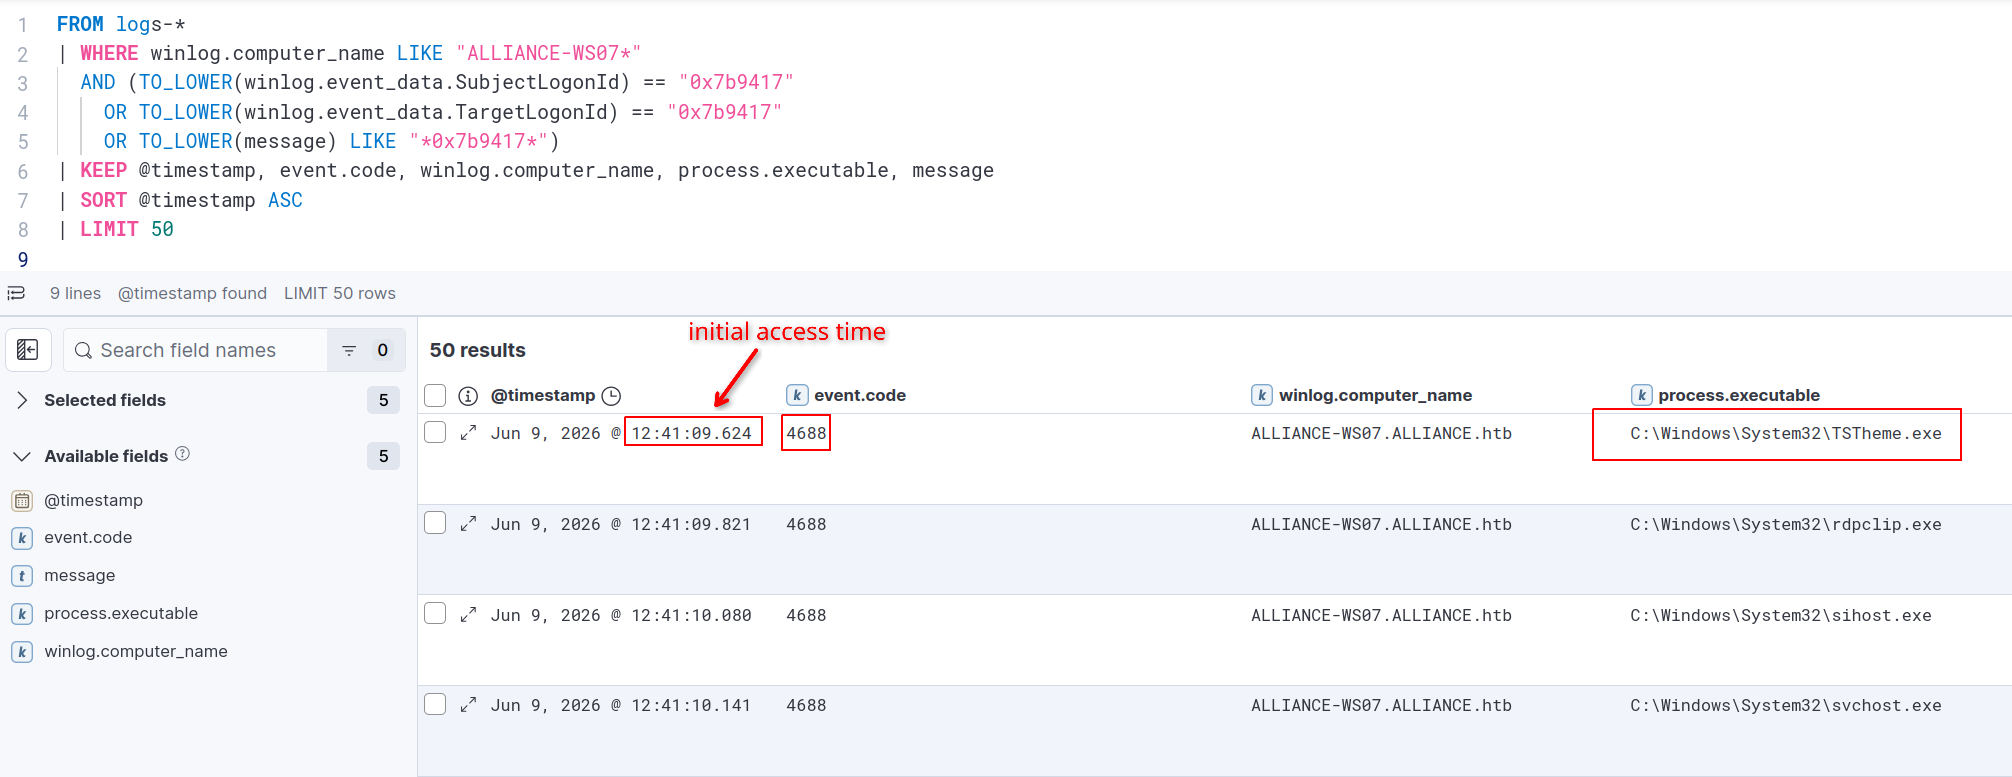 1 FROM logs-*
2 | WHERE winlog.computer_name LIKE "ALLIANCE-WS07*"
3 AND (TO_LOWER(winlog.event_data.SubjectLogonId) == "0x7b9417"
4 OR TO_LOWER(winlog.event_data.TargetLogonId) == "0x7b9417"
5 OR TO_LOWER(message) LIKE "*0x7b9417*")
6 | KEEP @timestamp, event.code, winlog.computer_name, process.executable, message
7 | SORT @timestamp ASC
8 | LIMIT 50
9
9 lines @timestamp found LIMIT 50 rows
initial access time
Search field names 0
50 results
Selected fields 5
Available fields ? 5
@timestamp
event.code
message
process.executable
winlog.computer_name
@timestamp k event.code k winlog.computer_name k process.executable
Jun 9, 2026 @ 12:41:09.624 4688 ALLIANCE-WS07.ALLIANCE.htb C:\Windows\System32\TSTheme.exe
Jun 9, 2026 @ 12:41:09.821 4688 ALLIANCE-WS07.ALLIANCE.htb C:\Windows\System32\rdpclip.exe
Jun 9, 2026 @ 12:41:10.080 4688 ALLIANCE-WS07.ALLIANCE.htb C:\Windows\System32\sihost.exe
Jun 9, 2026 @ 12:41:10.141 4688 ALLIANCE-WS07.ALLIANCE.htb C:\Windows\System32\svchost.exe